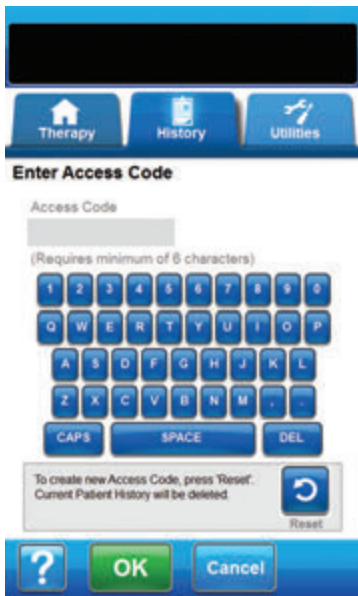 Therapy History Utilities
Enter Access Code
Access Code
(Requires minimum of 6 characters)
1 2 3 4 5 6 7 8 9 0
Q W E R T Y U I O P
A S D F G H J K L
Z X C V B N M , .
CAPS SPACE DEL
To create new Access Code, press 'Reset'.
Current Patient History will be deleted
Reset
? OK Cancel